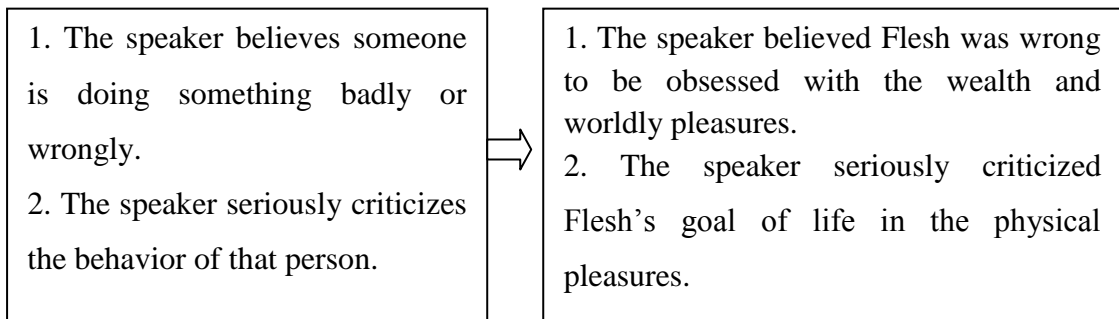 1. The speaker believes someone
is doing something badly or
wrongly.
2. The speaker seriously criticizes
the behavior of that person.
1. The speaker believed Flesh was wrong
to be obsessed with the wealth and
worldly pleasures.
2. The speaker seriously criticized
Flesh’s goal of life in the physical
pleasures.